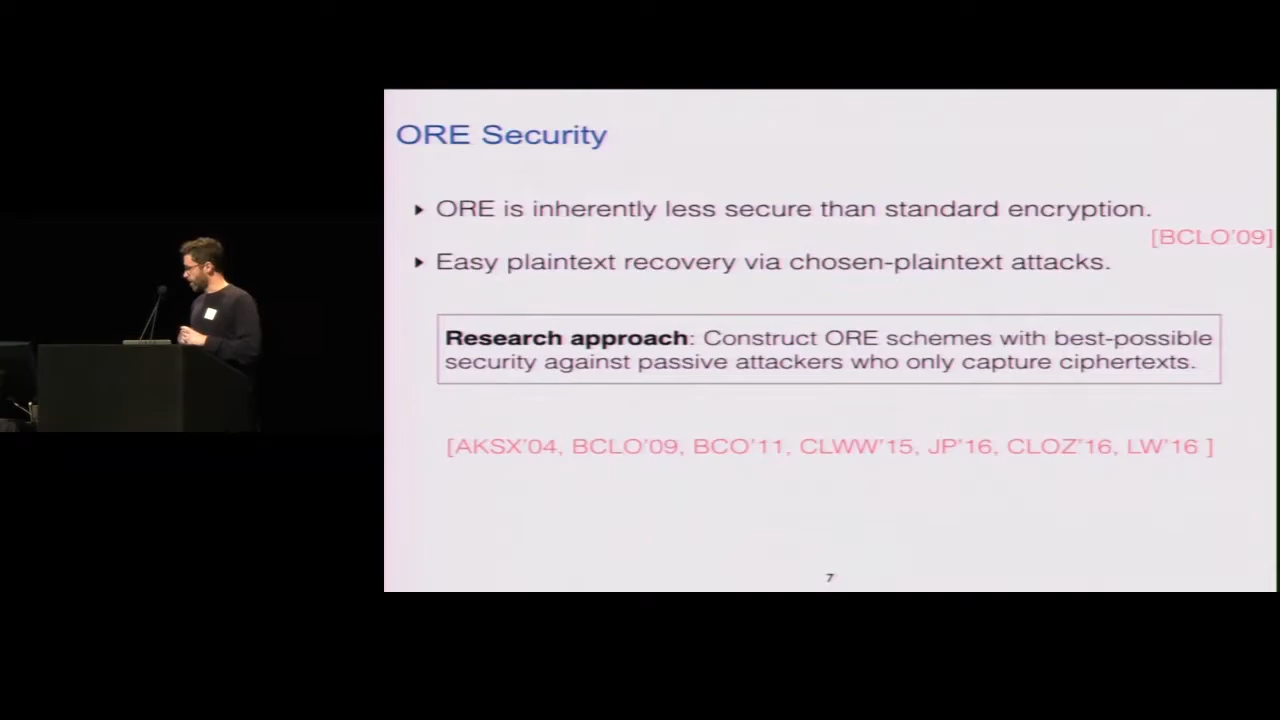 ORE Security
▸ ORE is inherently less secure than standard encryption.
[BCLO'09]
▸ Easy plaintext recovery via chosen-plaintext attacks.
Research approach: Construct ORE schemes with best-possible
security against passive attackers who only capture ciphertexts.
[AKSX'04, BCLO'09, BCO'11, CLWW'15, JP'16, CLOZ'16, LW'16 ]
7